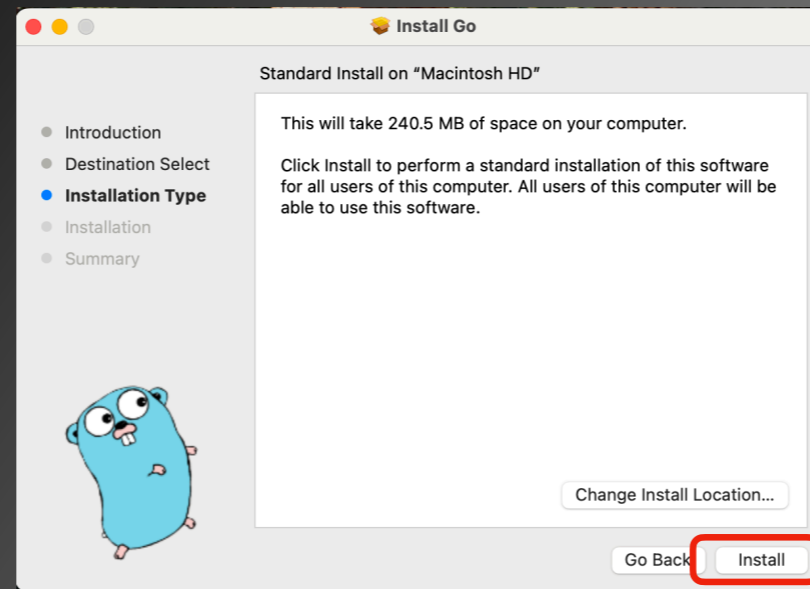 Install Go
Standard Install on “Macintosh HD”
Introduction
Destination Select
Installation Type
Installation
Summary
This will take 240.5 MB of space on your computer.
Click Install to perform a standard installation of this software
for all users of this computer. All users of this computer will be
able to use this software.
Change Install Location...
Go Back
Install